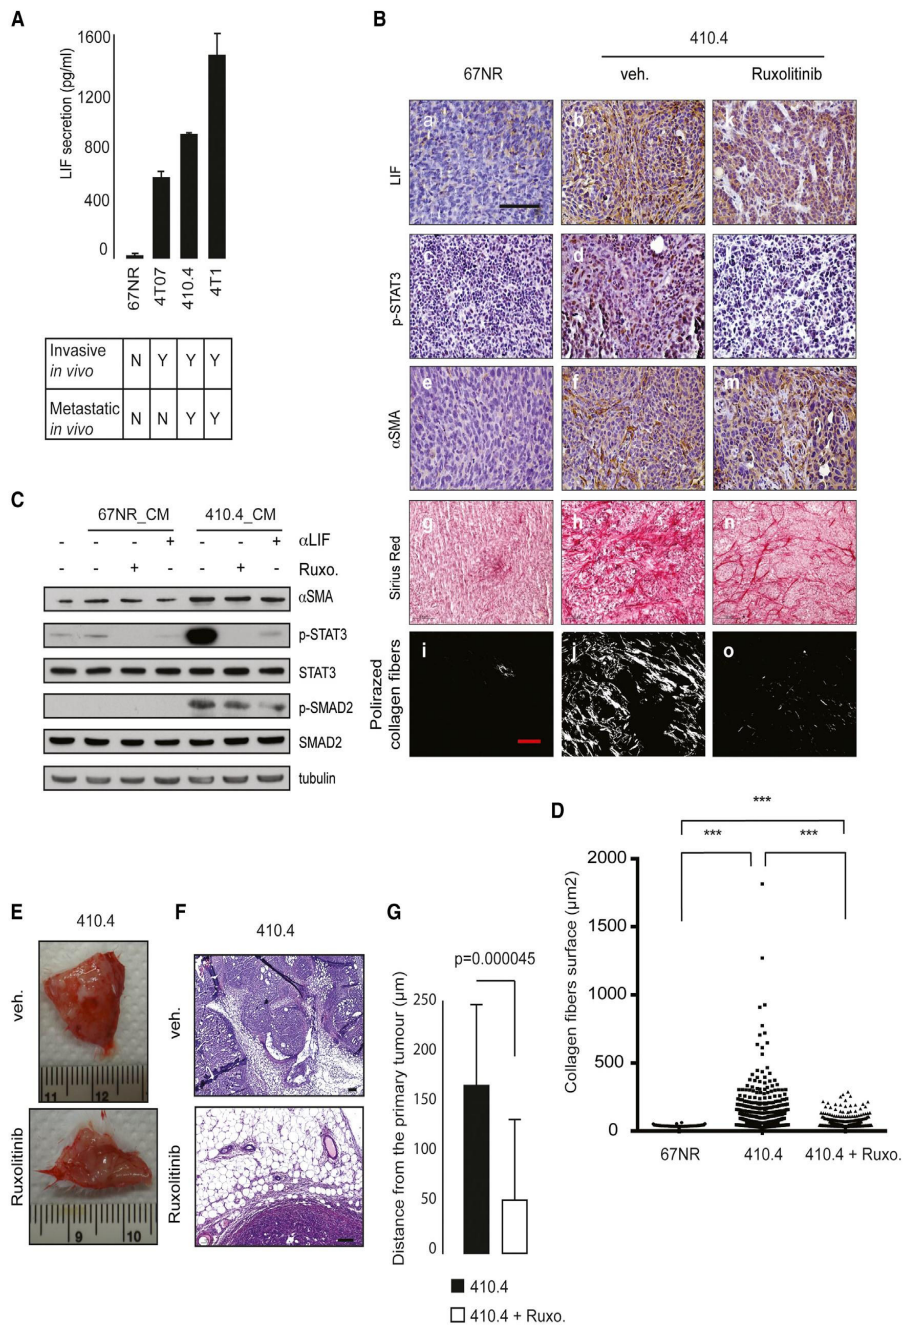 A
LIF secretion (pg/ml)
1600
1200
800
400
0
67NR
4T07
410.4
4T1
Invasive in vivo N Y Y Y
Metastatic in vivo N N Y Y
B
410.4
67NR veh. Ruxolitinib
LIF
a b k
p-STAT3
c d l
αSMA
e f m
Sirius Red
g h n
Polirazed collagen fibers
i j o
C
67NR_CM 410.4_CM
- - - + - - + αLIF
- - + - - + - Ruxo.
αSMA
p-STAT3
STAT3
p-SMAD2
SMAD2
tubulin
D
***
*** ***
Collagen fibers surface (µm2)
2000
1500
1000
500
0
67NR 410.4 410.4 + Ruxo.
E
410.4
veh.
11 12
Ruxolitinib
9 10
F
410.4
veh.
Ruxolitinib
G
p=0.000045
Distance from the primary tumour (µm)
250
200
150
100
50
0
410.4
410.4 + Ruxo.